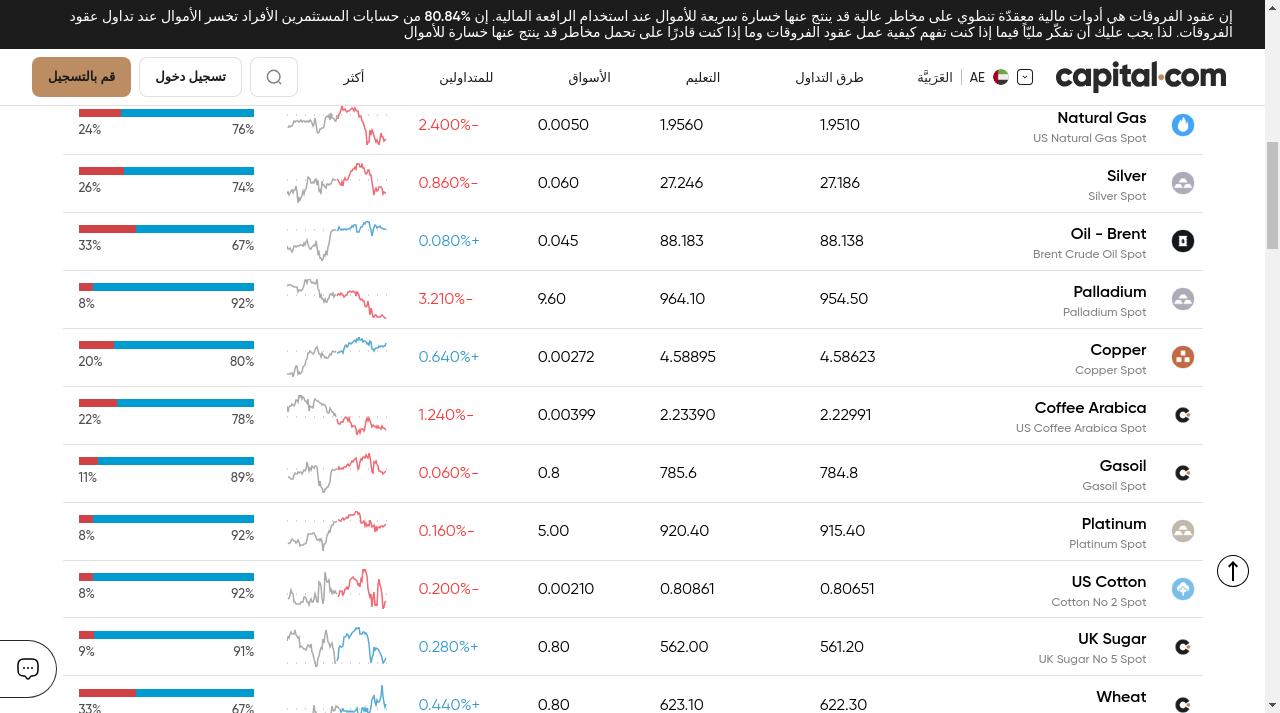 إن عقود الفروقات هي أدوات مالية معقدّة تنطوي على مخاطر عالية قد ينتج عنها خسارة سريعة للأموال عند استخدام الرافعة المالية. إن 80.84% من حسابات المستثمرين الأفراد تخسر الأموال عند تداول عقود
الفروقات. لذا يجب عليك أن تفكّر مليّاً فيما إذا كنت تفهم كيفية عمل عقود الفروقات وما إذا كنت قادرًا على تحمل مخاطر قد ينتج عنها خسارة للأموال
capital.com AE العَرَبيَّة طرق التداول التعليم الأسواق للمتداولين أكثر تسجيل دخول قم بالتسجيل
Natural Gas 1.9510 1.9560 0.0050 2.400%-
US Natural Gas Spot 76% 24%
Silver 27.186 27.246 0.060 0.860%-
Silver Spot 74% 26%
Oil - Brent 88.138 88.183 0.045 0.080%+
Brent Crude Oil Spot 67% 33%
Palladium 954.50 964.10 9.60 3.210%-
Palladium Spot 92% 8%
Copper 4.58623 4.58895 0.00272 0.640%+
Copper Spot 80% 20%
Coffee Arabica 2.22991 2.23390 0.00399 1.240%-
US Coffee Arabica Spot 78% 22%
Gasoil 784.8 785.6 0.8 0.060%-
Gasoil Spot 89% 11%
Platinum 915.40 920.40 5.00 0.160%-
Platinum Spot 92% 8%
US Cotton 0.80651 0.80861 0.00210 0.200%-
Cotton No 2 Spot 92% 8%
UK Sugar 561.20 562.00 0.80 0.280%+
UK Sugar No 5 Spot 91% 9%
Wheat 622.30 623.10 0.80 0.440%+
67% 33%